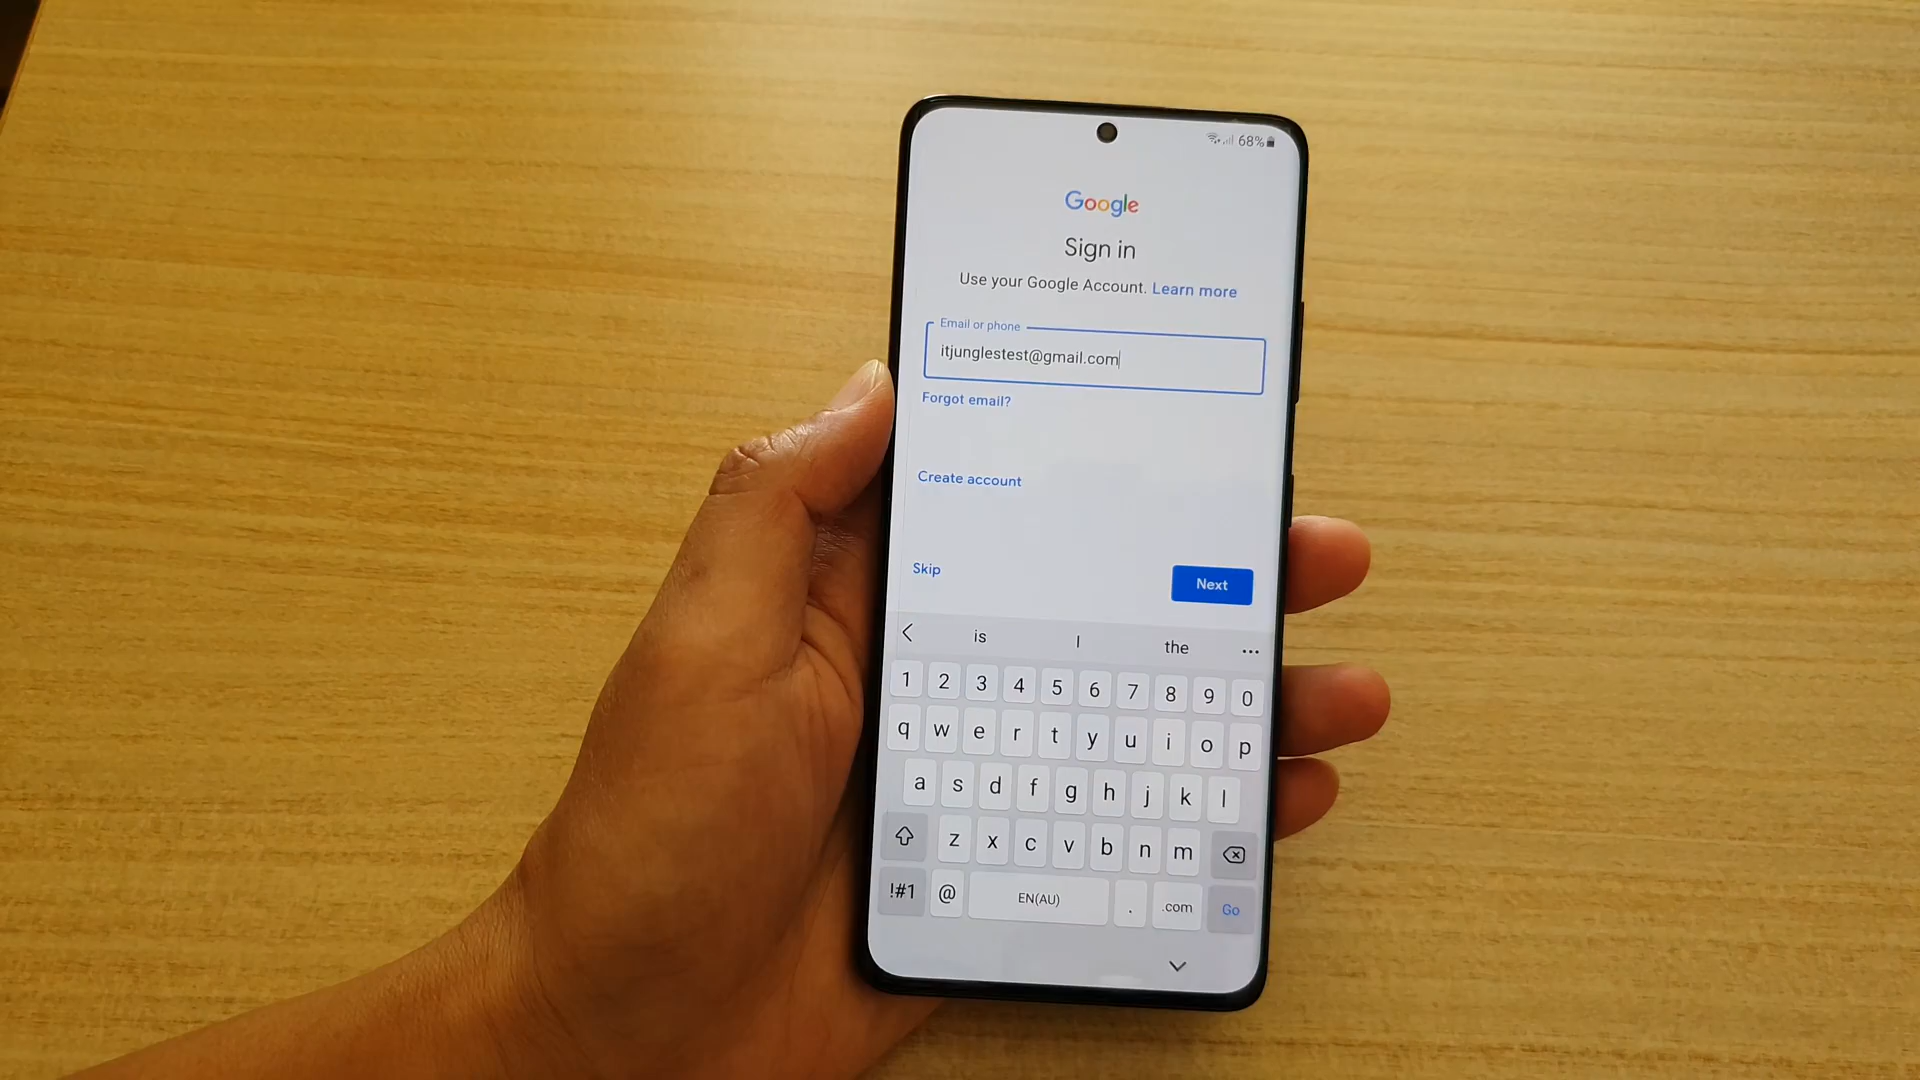 68%
Google
Sign in
Use your Google Account. Learn more
Email or phone
itjunglestest@gmail.com
Forgot email?
Create account
Skip
Next
is I the ...
1 2 3 4 5 6 7 8 9 0
q w e r t y u i o p
a s d f g h j k l
z x c v b n m
!#1 @ EN(AU) . .com Go